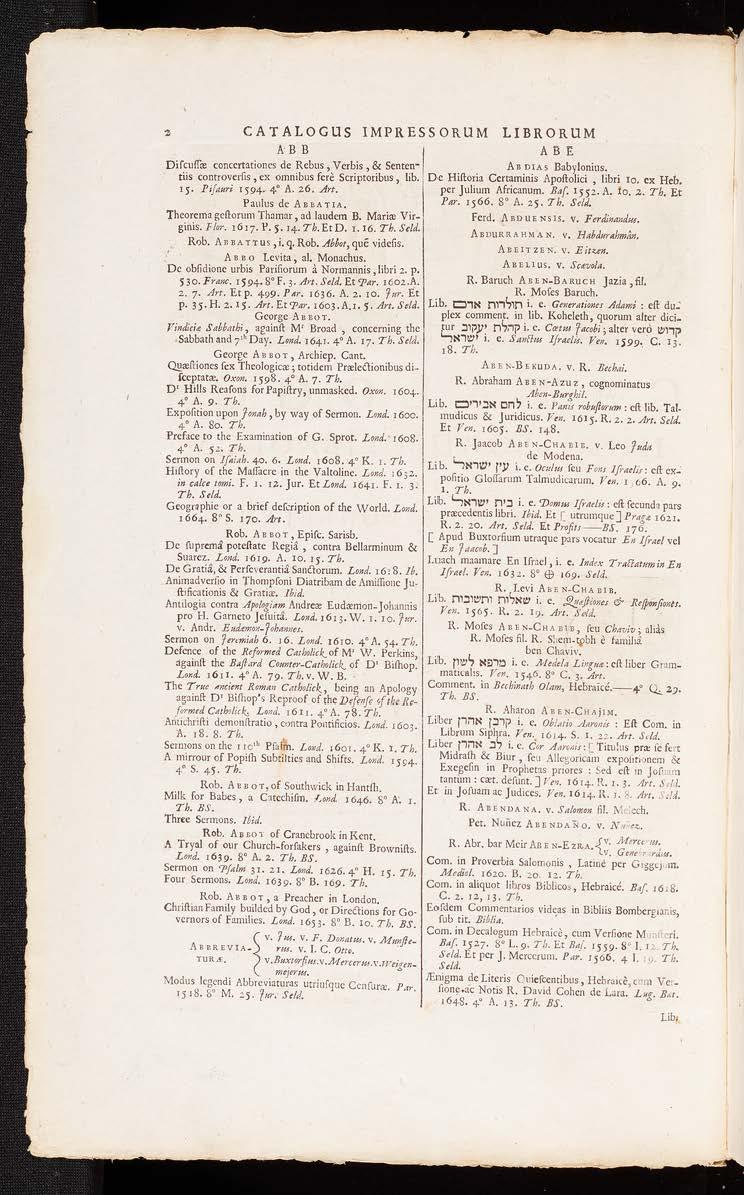 2 CATALOGUS IMPRESSORUM LIBRORUM
ABB
Diſcuſſæ concertationes de Rebus, Verbis, & Senten-
tiis controverſis, ex omnibus ferè Scriptoribus, lib.
15. Piſauri 1594. 4° A. 26. Art.
Paulus de ABBATIA.
Theorema geſtorum Thamar, ad laudem B. Mariæ Vir-
ginis. Flor. 1617. P. 5. 14. Th. Et D. 1. 16. Th. Seld.
Rob. ABBATTUS, i. q. Rob. Abbot, quē videſis.
ABBO Levita, al. Monachus.
De obſidione urbis Pariſiorum à Normannis, libri 2. p.
530. Franc. 1594. 8° F. 3. Art. Seld. Et Par. 1602. A.
2. 7. Art. Et p. 499. Par. 1636. A. 2. 10. Jur. Et
p. 35. H. 2. 15. Art. Et Par. 1603. A. 1. 5. Art. Seld.
George ABBOT.
Vindiciæ Sabbathi, againſt Mr Broad, concerning the
Sabbath and 7th Day. Lond. 1641. 4° A. 17. Th. Seld.
George ABBOT, Archiep. Cant.
Quæſtiones ſex Theologicæ; totidem Prælectionibus di-
ſceptatæ. Oxon. 1598. 4° A. 7. Th.
Dr Hills Reaſons for Papiſtry, unmasked. Oxon. 1604.
4° A. 9. Th.
Expoſition upon Jonah, by way of Sermon. Lond. 1600.
4° A. 80. Th.
Preface to the Examination of G. Sprot. Lond. 1608.
4° A. 52. Th.
Sermon on Iſaiah. 40. 6. Lond. 1608. 4° K. 1. Th.
Hiſtory of the Maſſacre in the Valtoline. Lond. 1632.
in calce tomi. F. 1. 12. Jur. Et Lond. 1641. F. 1. 3.
Th. Seld.
Geographie or a brief deſcription of the World. Lond.
1664. 8° S. 170. Art.
Rob. ABBOT, Epiſc. Sarisb.
De ſupremâ poteſtate Regiâ, contra Bellarminum &
Suarez. Lond. 1619. A. 10. 15. Th.
De Gratiâ, & Perſeverantiâ Sanctorum. Lond. 1618. Ib.
Animadverſio in Thompſoni Diatribam de Amiſſione Ju-
ſtificationis & Gratiæ. Ibid.
Antilogia contra Apologiam Andreæ Eudæmon-Johannis
pro H. Garneto Jeſuitâ. Lond. 1613. W. 1. 10. Jur.
v. Andr. Eudæmon-Johannes.
Sermon on Jeremiah 6. 16. Lond. 1610. 4° A. 54. Th.
Defence of the Reformed Catholick of Mr W. Perkins,
againſt the Baſtard Counter-Catholick of Dr Biſhop.
Lond. 1611. 4° A. 79. Th. v. W. B.
The True ancient Roman Catholick, being an Apology
againſt Dr Biſhop's Reproof of the Defenſe of the Re-
formed Catholick. Lond. 1611. 4° A. 78. Th.
Antichriſti demonſtratio, contra Pontificios. Lond. 1603.
A. 18. 8. Th.
Sermons on the 110th Pſalm. Lond. 1601. 4° K. 1. Th.
A mirrour of Popiſh Subtilties and Shifts. Lond. 1594.
4° S. 45. Th.
Rob. ABBOT, of Southwick in Hantſh.
Milk for Babes, a Catechiſm. Lond. 1646. 8° A. 1.
Th. BS.
Three Sermons. Ibid.
Rob. ABBOT of Cranebrook in Kent.
A Tryal of our Church-forſakers, againſt Browniſts.
Lond. 1639. 8° A. 2. Th. BS.
Sermon on Pſalm 31. 21. Lond. 1626. 4° H. 15. Th.
Four Sermons. Lond. 1639. 8° B. 169. Th.
Rob. ABBOT, a Preacher in London.
Chriſtian Family builded by God, or Directions for Go-
vernors of Families. Lond. 1653. 8° B. 10. Th. BS.
ABBREVIA-
TURÆ.
v. Jus. v. F. Donatus. v. Munſte-
rus. v. I. C. Otto.
v. Buxtorfius. v. Mercerus. v. Weigen-
mejerus.
Modus legendi Abbreviaturas utriuſque Cenſuræ. Par.
1518. 8° M. 25. Jur. Seld.
ABE
ABDIAS Babylonius.
De Hiſtoria Certaminis Apoſtolici, libri 10. ex Heb.
per Julium Africanum. Baſ. 1552. A. 10. 2. Th. Et
Par. 1566. 8° A. 25. Th. Seld.
Ferd. ABDUENSIS. v. Ferdinandus.
ABDURRAHMAN. v. Habdurahmân.
ABEITZEN. v. Eitzen.
ABELIUS. v. Scævola.
R. Baruch ABEN-BARUCH Jazia, fil.
R. Moſes Baruch.
Lib. תולדות אדם i. e. Generationes Adami: eſt du-
plex comment. in lib. Koheleth, quorum alter dici-
tur קהלת יעקב i. e. Cœtus Jacobi; alter verò קדוש
ישראל i. e. Sanctus Iſraelis. Ven. 1599. C. 13.
18. Th.
ABEN-BEKUDA. v. R. Bechai.
R. Abraham ABEN-AZUZ, cognominatus
Aben-Burghil.
Lib. לחם אבירים i. e. Panis robuſtorum: eſt lib. Tal-
mudicus & Juridicus. Ven. 1615. R. 2. 2. Art. Seld.
Et Ven. 1605. BS. 148.
R. Jaacob ABEN-CHABIB. v. Leo Juda
de Modena.
Lib. עין ישראל i. e. Oculus ſeu Fons Iſraelis: eſt ex-
poſitio Gloſſarum Talmudicarum. Ven. 1566. A. 9.
1. Th.
Lib. בית ישראל i. e. Domus Iſraelis: eſt ſecunda pars
præcedentis libri. Ibid. Et [utrumque] Pragæ 1621.
R. 2. 20. Art. Seld. Et Profits——BS. 176.
[Apud Buxtorſium utraque pars vocatur En Iſrael vel
En Jaacob.]
Luach maamare En Iſrael, i. e. Index Tractatum in En
Iſrael. Ven. 1632. 8° ⊕ 169. Seld.
R. Levi ABEN-CHABIB.
Lib. שאלות ותשובות i. e. Quæſtiones & Reſponſiones.
Ven. 1565. R. 2. 19. Art. Seld.
R. Moſes ABEN-CHABIB, ſeu Chaviv; aliàs
R. Moſes fil. R. Shem-tobh è familiâ
ben Chaviv.
Lib. מרפא לשון i. e. Medela Linguæ: eſt liber Gram-
maticalis. Ven. 1546. 8° C. 3. Art.
Comment. in Bechinath Olam, Hebraicé.—4° Q. 29.
Th. BS.
R. Aharon ABEN-CHAJIM.
Liber קרבן אהרן i. e. Oblatio Aaronis: Eſt Com. in
Librum Siphra. Ven. 1614. S. 1. 22. Art. Seld.
Liber לב אהרן i. e. Cor Aaronis: [Titulus præ ſe fert
Midraſh & Biur, ſeu Allegoricam expoſitionem &
Exegeſin in Prophetas priores: Sed eſt in Joſuam
tantum: cæt. deſunt.] Ven. 1614. R. 1. 3. Art. Seld.
Et in Joſuam ac Judices. Ven. 1614. R. 1. 8. Art. Seld.
R. ABENDANA. v. Salomon fil. Melech.
Pet. Nuñez ABENDAÑO. v. Nuñez.
R. Abr. bar Meir ABEN-EZRA. v. Mercerus.
v. Genebrardus.
Com. in Proverbia Salomonis, Latinè per Giggejum.
Mediol. 1620. B. 20. 12. Th.
Com. in aliquot libros Biblicos, Hebraicé. Baſ. 1618.
C. 2. 12, 13. Th.
Eoſdem Commentarios videas in Bibliis Bombergianis,
ſub tit. Biblia.
Com. in Decalogum Hebraicè, cum Verſione Munſteri.
Baſ. 1527. 8° L. 9. Th. Et Baſ. 1559. 8° I. 12. Th.
Seld. Et per J. Mercerum. Par. 1566. 4 I. 19. Th.
Seld.
Ænigma de Literis Quieſcentibus, Hebraicè, cum Ver-
ſione ac Notis R. David Cohen de Lara. Lug. Bat.
1648. 4° A. 13. Th. BS.
Lib.